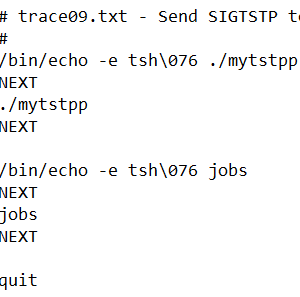 # trace09.txt - Send SIGTSTP
#
/bin/echo -e tsh\076 ./mytstpp
NEXT
./mytstpp
NEXT
/bin/echo -e tsh\076 jobs
NEXT
jobs
NEXT
quit